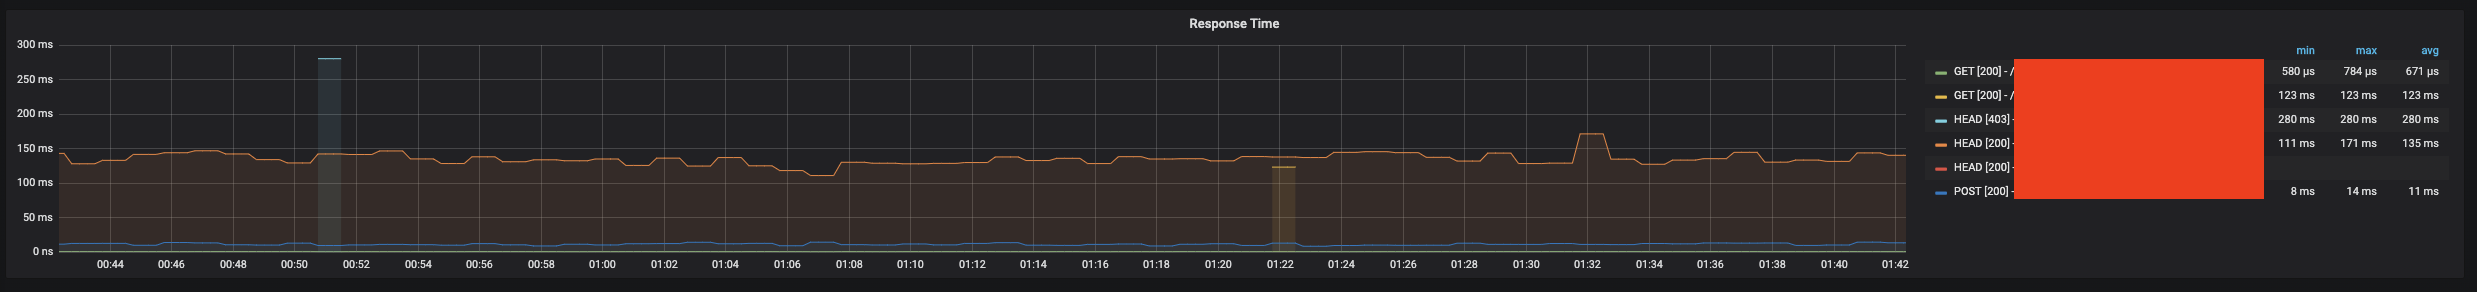 Response Time
300 ms
250 ms
200 ms
150 ms
100 ms
50 ms
0 ns
00:44 00:46 00:48 00:50 00:52 00:54 00:56 00:58 01:00 01:02 01:04 01:06 01:08 01:10 01:12 01:14 01:16 01:18 01:20 01:22 01:24 01:26 01:28 01:30 01:32 01:34 01:36 01:38 01:40 01:42
min max avg
GET [200] - / 580 µs 784 µs 671 µs
GET [200] - / 123 ms 123 ms 123 ms
HEAD [403] - 280 ms 280 ms 280 ms
HEAD [200] - 111 ms 171 ms 135 ms
HEAD [200] -
POST [200] - 8 ms 14 ms 11 ms